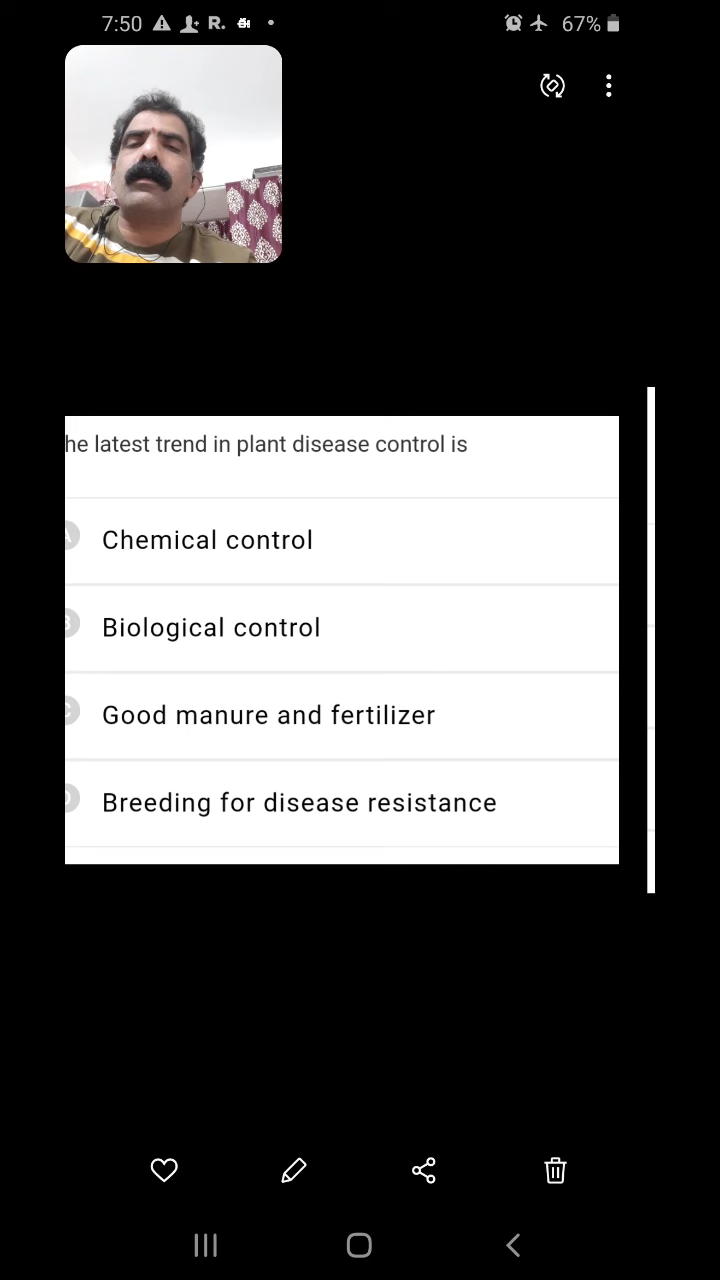 7:50 R. 67%
he latest trend in plant disease control is
A Chemical control
B Biological control
C Good manure and fertilizer
D Breeding for disease resistance